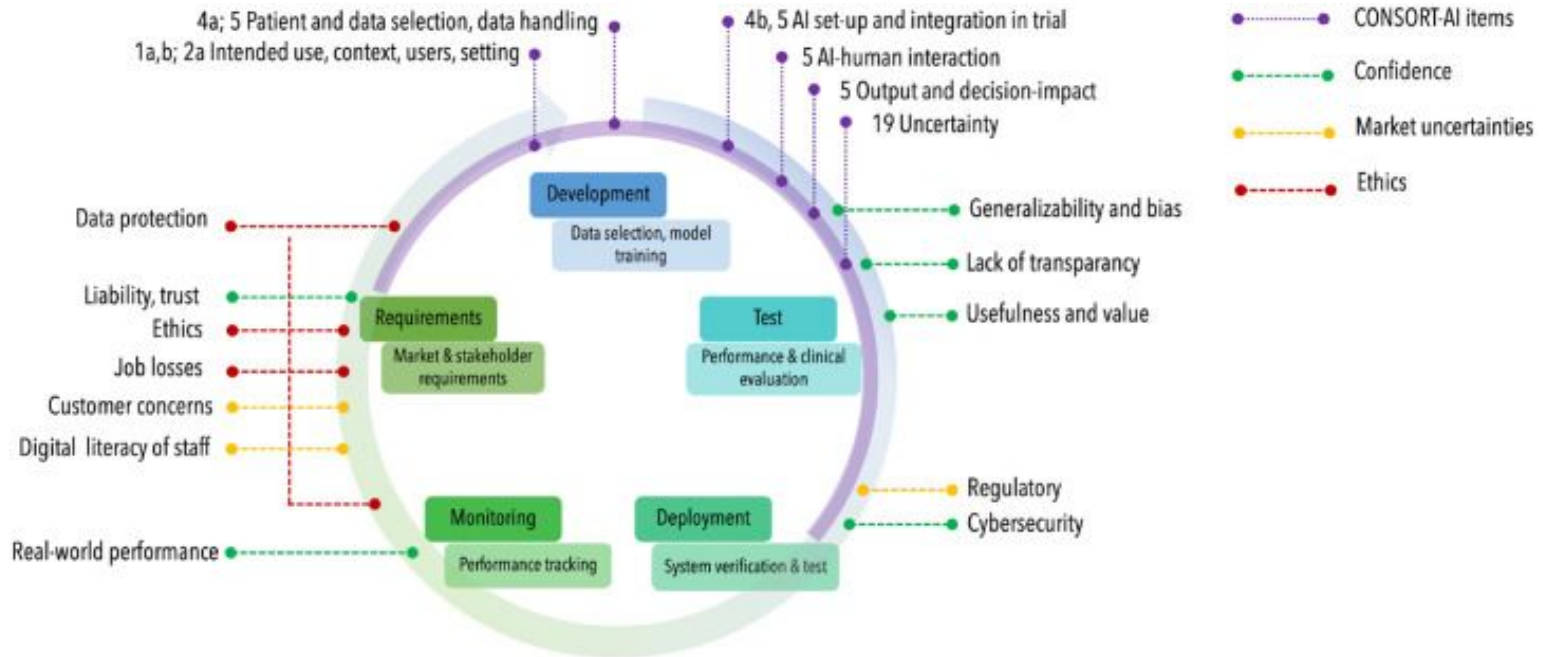 4a; 5 Patient and data selection, data handling
1a,b; 2a Intended use, context, users, setting
4b, 5 AI set-up and integration in trial
5 AI-human interaction
5 Output and decision-impact
19 Uncertainty
CONSORT-AI items
Confidence
Market uncertainties
Ethics
Development
Data selection, model
training
Data protection
Liability, trust
Ethics
Job losses
Customer concerns
Digital literacy of staff
Real-world performance
Requirements
Market & stakeholder
requirements
Test
Performance & clinical
evaluation
Generalizability and bias
Lack of transparancy
Usefulness and value
Regulatory
Cybersecurity
Monitoring
Performance tracking
Deployment
System verification & test